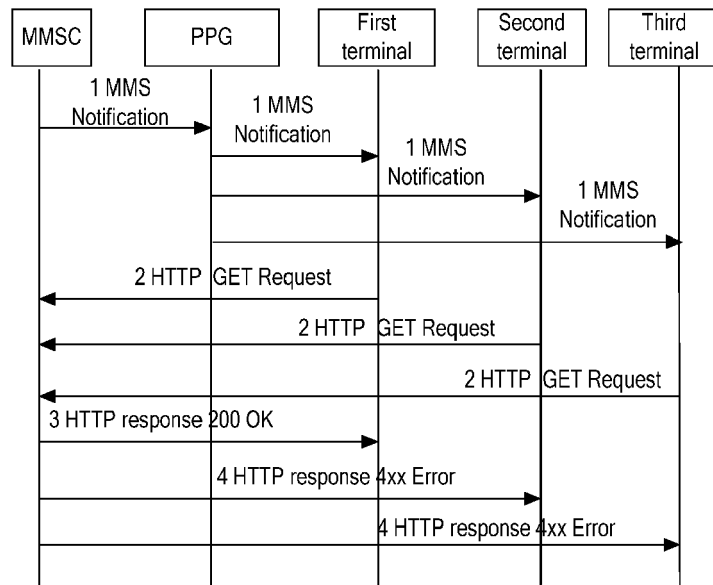 MMSC
PPG
First
terminal
Second
terminal
Third
terminal
1 MMS
Notification
1 MMS
Notification
1 MMS
Notification
1 MMS
Notification
2 HTTP GET Request
2 HTTP GET Request
2 HTTP GET Request
3 HTTP response 200 OK
4 HTTP response 4xx Error
4 HTTP response 4xx Error